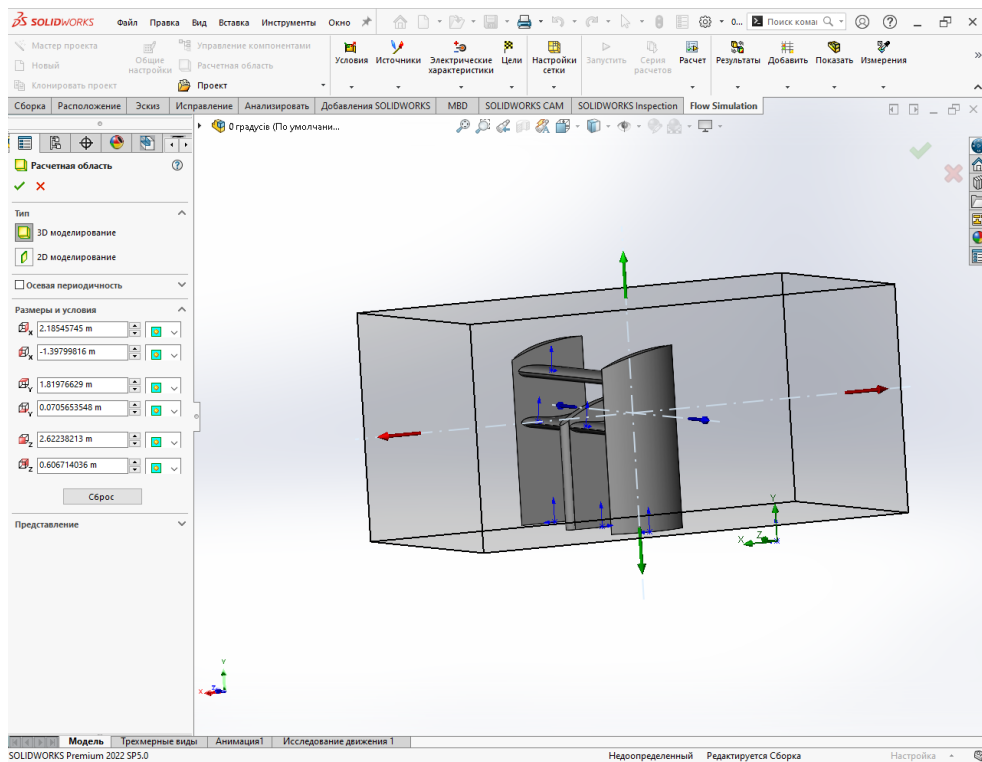 SOLIDWORKS Файл Правка Вид Вставка Инструменты Окно 0... Поиск коман
Мастер проекта
Новый
Клонировать проект
Общие настройки
Управление компонентами
Расчетная область
Проект
Условия Источники Электрические характеристики Цели Настройки сетки Запустить Серия расчетов Расчет Результаты Добавить Показать Измерения
Сборка Расположение Эскиз Исправление Анализировать Добавления SOLIDWORKS MBD SOLIDWORKS CAM SOLIDWORKS Inspection Flow Simulation
0 градусів (По умолчани...
Расчетная область
Тип
3D моделирование
2D моделирование
Осевая периодичность
Размеры и условия
X 2.18545745 m
X -1.39799816 m
Y 1.81976629 m
Y 0.0705653548 m
Z 2.62238213 m
Z 0.606714036 m
Сброс
Представление
Y
X Z
Y
X Z
Модель Трехмерные виды Анимация1 Исследование движения 1
SOLIDWORKS Premium 2022 SP5.0 Недоопределенный Редактируется Сборка Настройка